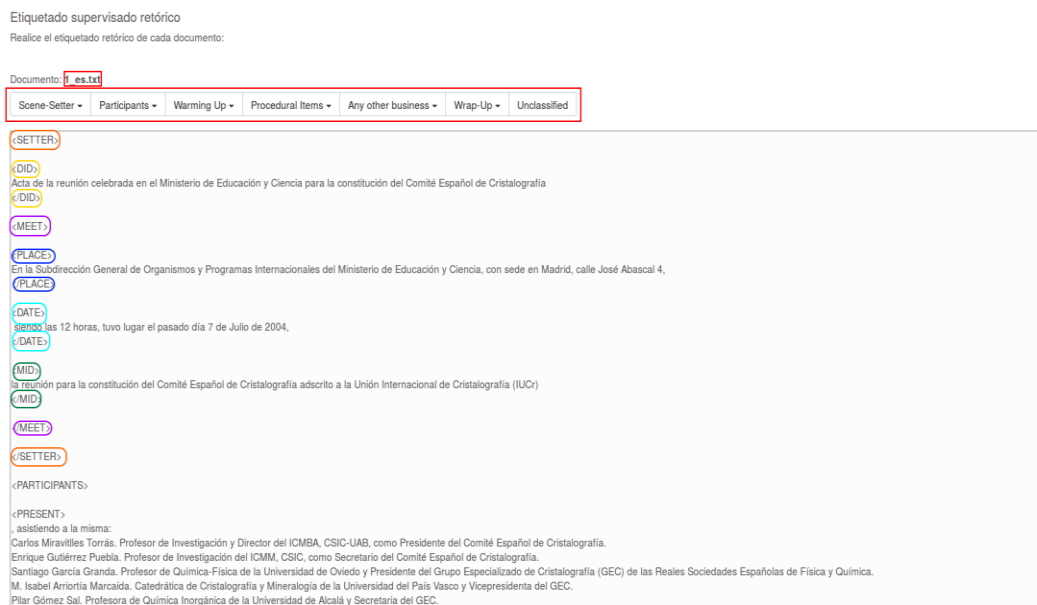 Etiquetado supervisado retórico
Realice el etiquetado retórico de cada documento:
Documento: 1_es.txt
Scene-Setter Participants Warming Up Procedural Items Any other business Wrap-Up Unclassified
<SETTER>
<DID>
Acta de la reunión celebrada en el Ministerio de Educación y Ciencia para la constitución del Comité Español de Cristalografía
</DID>
<MEET>
<PLACE>
En la Subdirección General de Organismos y Programas Internacionales del Ministerio de Educación y Ciencia, con sede en Madrid, calle José Abascal 4,
</PLACE>
<DATE>
siendo las 12 horas, tuvo lugar el pasado día 7 de Julio de 2004,
</DATE>
<MID>
la reunión para la constitución del Comité Español de Cristalografía adscrito a la Unión Internacional de Cristalografía (IUCr)
</MID>
</MEET>
</SETTER>
<PARTICIPANTS>
<PRESENT>
, asistiendo a la misma:
Carlos Miravitlles Torrás. Profesor de Investigación y Director del ICMBA, CSIC-UAB, como Presidente del Comité Español de Cristalografía.
Enrique Gutiérrez Puebla. Profesor de Investigación del ICMM, CSIC, como Secretario del Comité Español de Cristalografía.
Santiago García Granda. Profesor de Química-Física de la Universidad de Oviedo y Presidente del Grupo Especializado de Cristalografía (GEC) de las Reales Sociedades Españolas de Física y Química.
M. Isabel Arriortía Marcaida. Catedrática de Cristalografía y Mineralogía de la Universidad del País Vasco y Vicepresidenta del GEC.
Pilar Gómez Sal. Profesora de Química Inorgánica de la Universidad de Alcalá y Secretaria del GEC.